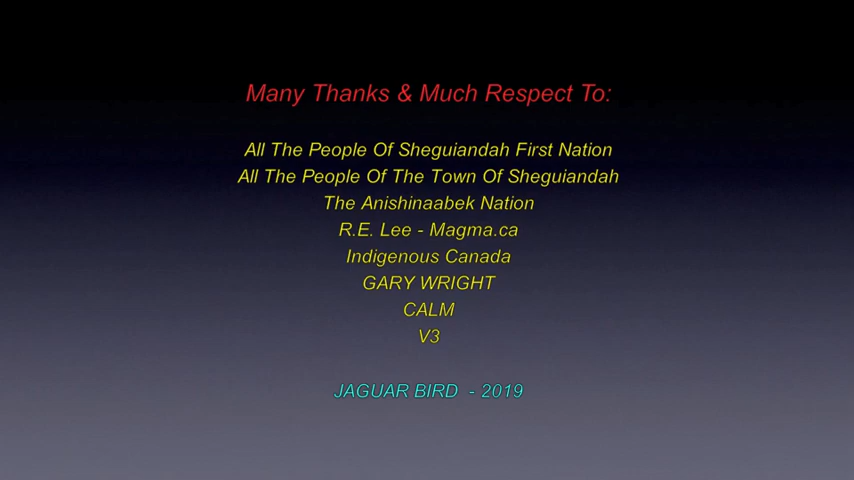 Many Thanks & Much Respect To:
All The People Of Sheguiandah First Nation
All The People Of The Town Of Sheguiandah
The Anishinaabek Nation
R.E. Lee - Magma.ca
Indigenous Canada
GARY WRIGHT
CALM
V3
JAGUAR BIRD - 2019